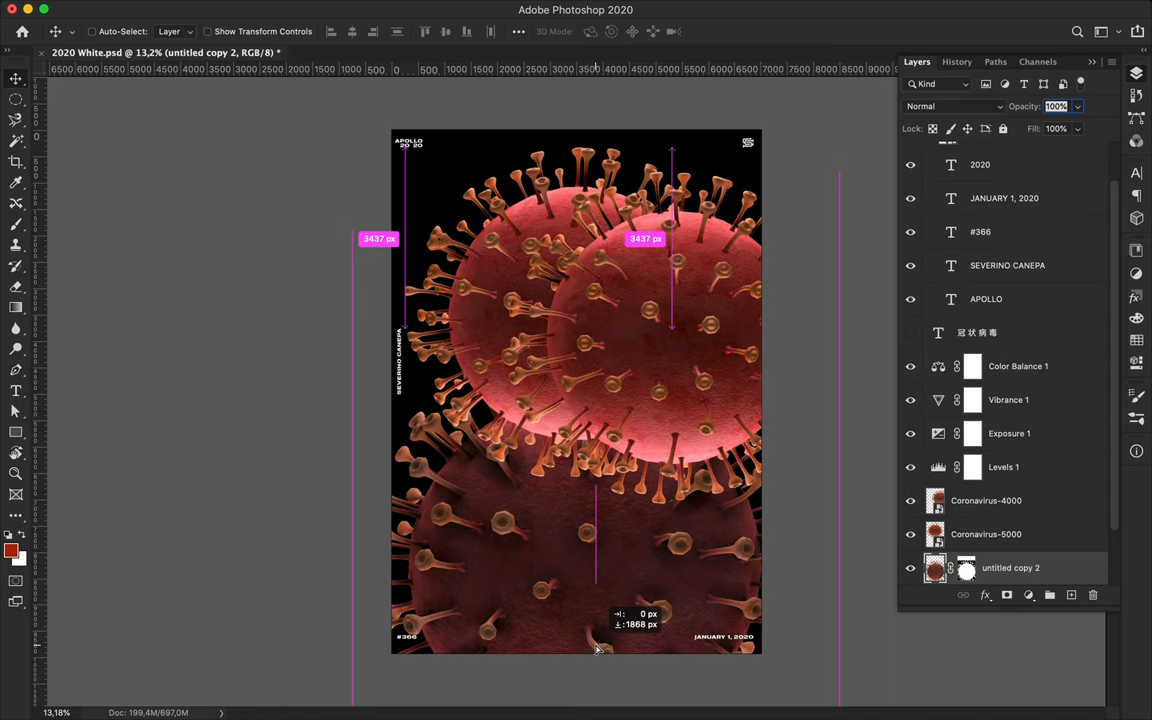 Adobe Photoshop 2020
Auto-Select: Layer Show Transform Controls 3D Mode:
2020 White.psd @ 13,2% (untitled copy 2, RGB/8) *
6500 6000 5500 5000 4500 4000 3500 3000 2500 2000 1500 1000 500 0 500 1000 1500 2000 2500 3000 3500 4000 4500 5000 5500 6000 6500 7000 7500 8000 8500 9000
Layers History Paths Channels
Kind
Normal Opacity: 100%
Lock: Fill: 100%
2020
JANUARY 1, 2020
#366
SEVERINO CANEPA
APOLLO
冠状病毒
Color Balance 1
Vibrance 1
Exposure 1
Levels 1
Coronavirus-4000
Coronavirus-5000
untitled copy 2
APOLLO
20 20
3437 px
3437 px
SEVERINO CANEPA
0 px
1868 px
#366
JANUARY 1, 2020
13,18% Doc: 199,4M/697,0M